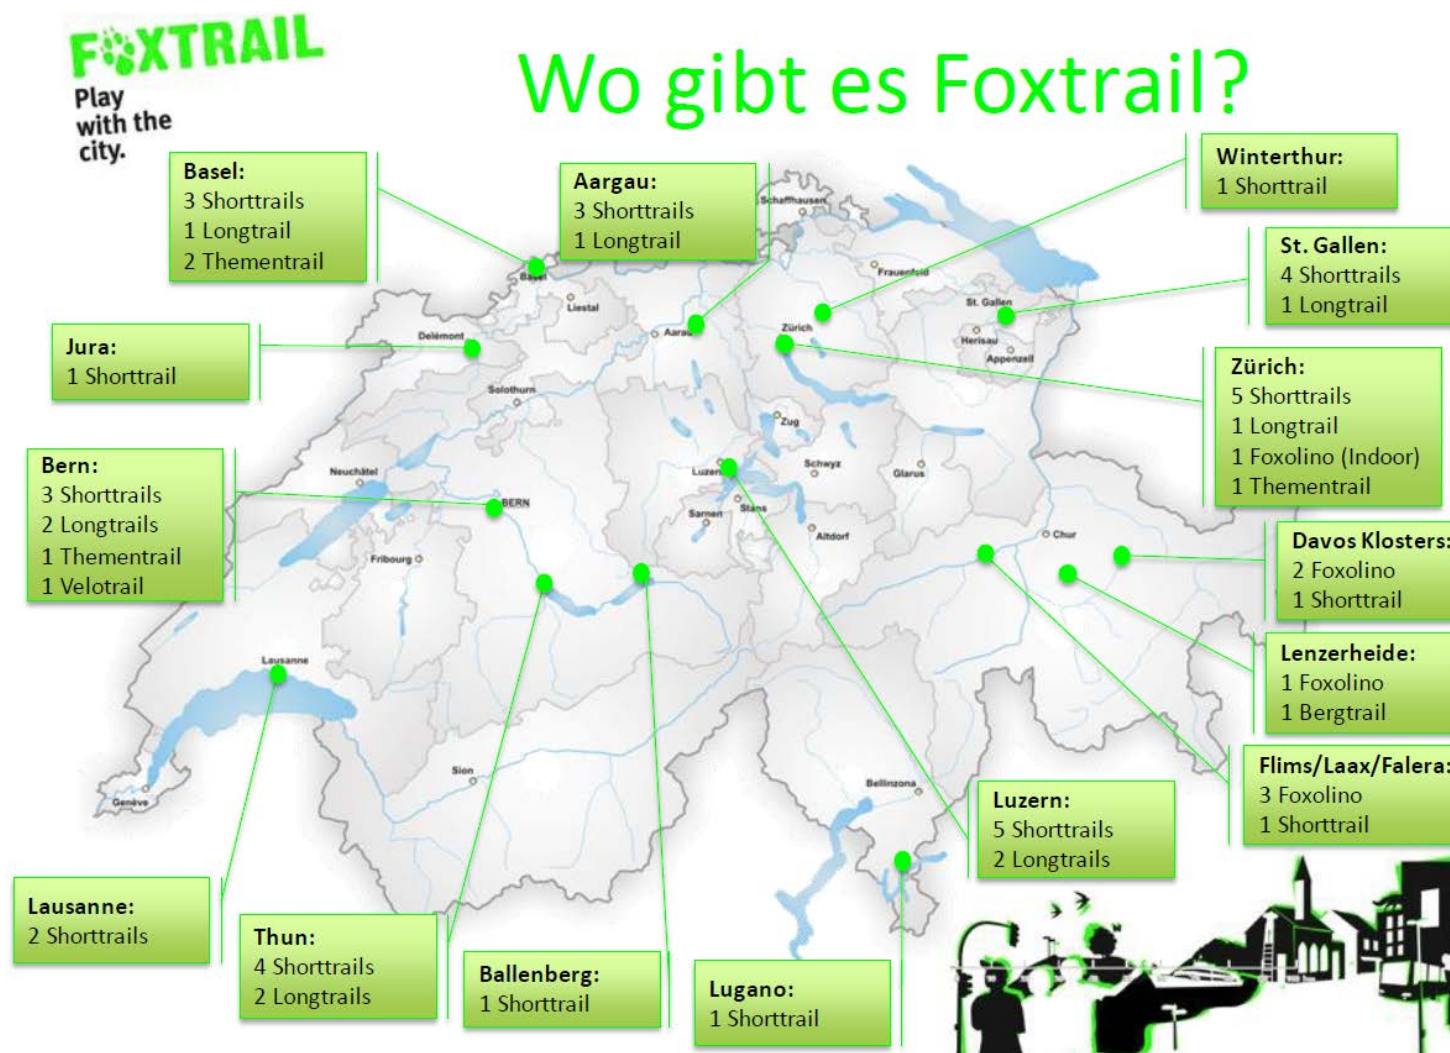 FOXTRAIL
Play
with the
city.
Wo gibt es Foxtrail?
Basel:
3 Shorttrails
1 Longtrail
2 Thementrail
Aargau:
3 Shorttrails
1 Longtrail
Winterthur:
1 Shorttrail
St. Gallen:
4 Shorttrails
1 Longtrail
Jura:
1 Shorttrail
Zürich:
5 Shorttrails
1 Longtrail
1 Foxolino (Indoor)
1 Thementrail
Bern:
3 Shorttrails
2 Longtrails
1 Thementrail
1 Velotrail
Davos Klosters:
2 Foxolino
1 Shorttrail
Lenzerheide:
1 Foxolino
1 Bergtrail
Flims/Laax/Falera:
3 Foxolino
1 Shorttrail
Luzern:
5 Shorttrails
2 Longtrails
Lausanne:
2 Shorttrails
Thun:
4 Shorttrails
2 Longtrails
Ballenberg:
1 Shorttrail
Lugano:
1 Shorttrail
Schaffhausen
Basel
Liestal
Frauenfeld
St. Gallen
Herisau
Appenzell
Delémont
Aarau
Zürich
Solothurn
Zug
Neuchâtel
Luzern
Schwyz
Glarus
BERN
Stans
Sarnen
Altdorf
Chur
Fribourg
Lausanne
Sion
Bellinzona
Genève